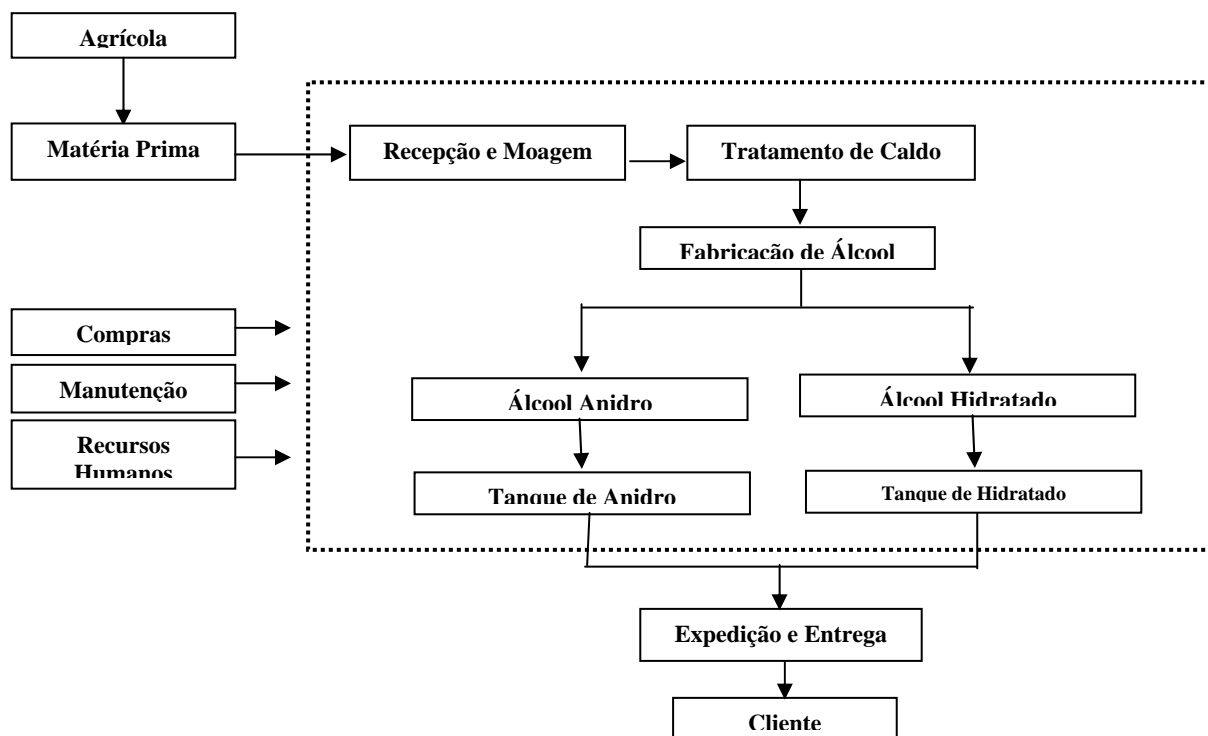 Agrícola
Matéria Prima
Recepção e Moagem
Tratamento de Caldo
Fabricação de Álcool
Compras
Manutenção
Recursos
Humanos
Álcool Anidro
Álcool Hidratado
Tanque de Anidro
Tanque de Hidratado
Expedição e Entrega
Cliente